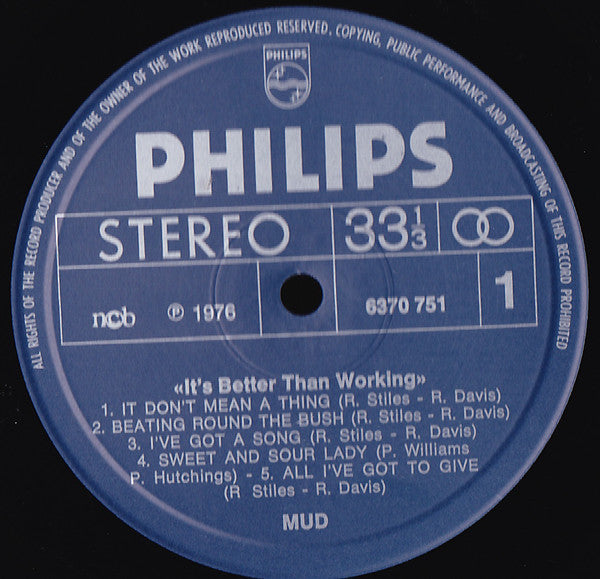 ALL RIGHTS OF THE RECORD PRODUCER AND OF THE OWNER OF THE WORK REPRODUCED RESERVED. COPYING, PUBLIC PERFORMANCE AND BROADCASTING OF THIS RECORD PROHIBITED
PHILIPS
PHILIPS
STEREO 33 1/3
ncb ℗ 1976 6370 751 1
«It's Better Than Working»
1. IT DON'T MEAN A THING (R. Stiles - R. Davis)
2. BEATING ROUND THE BUSH (R. Stiles - R. Davis)
3. I'VE GOT A SONG (R. Stiles - R. Davis)
4. SWEET AND SOUR LADY (P. Williams
P. Hutchings) - 5. ALL I'VE GOT TO GIVE
(R Stiles - R. Davis)
MUD